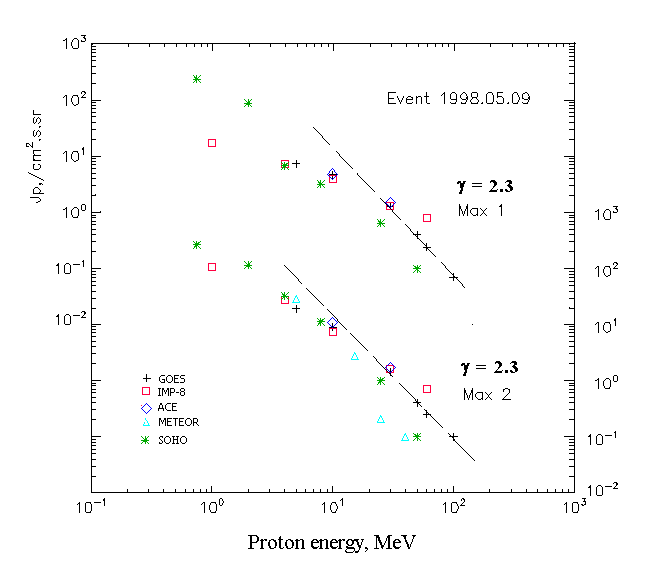 10³
10²
10¹
10⁰
10⁻¹
10⁻²
Jp,/cm².s.sr
Event 1998.05.09
γ = 2.3
Max 1
10³
10²
10¹
10⁰
10⁻¹
10⁻²
γ = 2.3
Max 2
GOES
IMP-8
ACE
METEOR
SOHO
10⁻¹ 10⁰ 10¹ 10² 10³
Proton energy, MeV